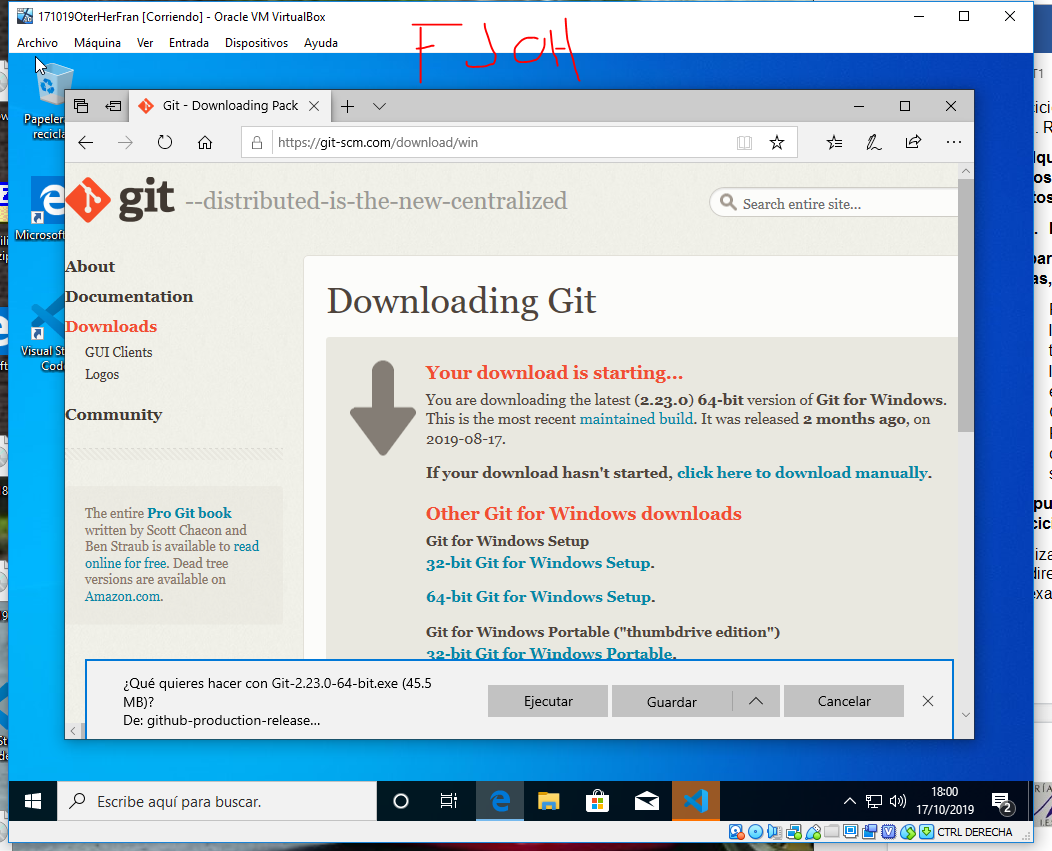 171019OterHerFran [Corriendo] - Oracle VM VirtualBox
Archivo Máquina Ver Entrada Dispositivos Ayuda
FJOH
Git - Downloading Pack
https://git-scm.com/download/win
Papeler
recicla
Microsoft
Visual St
Code
git --distributed-is-the-new-centralized
Search entire site...
About
Documentation
Downloads
GUI Clients
Logos
Community
The entire Pro Git book
written by Scott Chacon and
Ben Straub is available to read
online for free. Dead tree
versions are available on
Amazon.com.
Downloading Git
Your download is starting...
You are downloading the latest (2.23.0) 64-bit version of Git for Windows.
This is the most recent maintained build. It was released 2 months ago, on
2019-08-17.
If your download hasn't started, click here to download manually.
Other Git for Windows downloads
Git for Windows Setup
32-bit Git for Windows Setup.
64-bit Git for Windows Setup.
Git for Windows Portable ("thumbdrive edition")
32-bit Git for Windows Portable.
¿Qué quieres hacer con Git-2.23.0-64-bit.exe (45.5
MB)?
De: github-production-release...
Ejecutar
Guardar
Cancelar
Escribe aquí para buscar.
18:00
17/10/2019
2
CTRL DERECHA